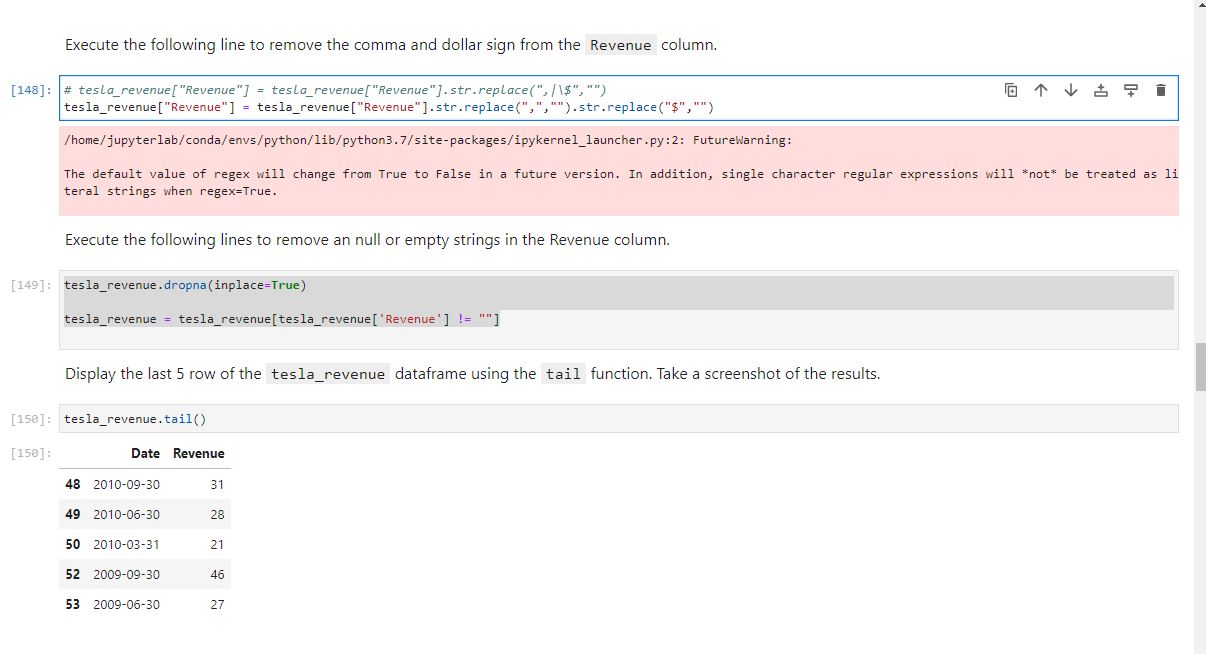 Execute the following line to remove the comma and dollar sign from the Revenue column.
[148]: # tesla_revenue["Revenue"] = tesla_revenue["Revenue"].str.replace(",|\$","")
tesla_revenue["Revenue"] = tesla_revenue["Revenue"].str.replace(",","").str.replace("$","")
/home/jupyterlab/conda/envs/python/lib/python3.7/site-packages/ipykernel_launcher.py:2: FutureWarning:
The default value of regex will change from True to False in a future version. In addition, single character regular expressions will *not* be treated as li
teral strings when regex=True.
Execute the following lines to remove an null or empty strings in the Revenue column.
[149]: tesla_revenue.dropna(inplace=True)
tesla_revenue = tesla_revenue[tesla_revenue['Revenue'] != ""]
Display the last 5 row of the tesla_revenue dataframe using the tail function. Take a screenshot of the results.
[150]: tesla_revenue.tail()
[150]: Date Revenue
48 2010-09-30 31
49 2010-06-30 28
50 2010-03-31 21
52 2009-09-30 46
53 2009-06-30 27